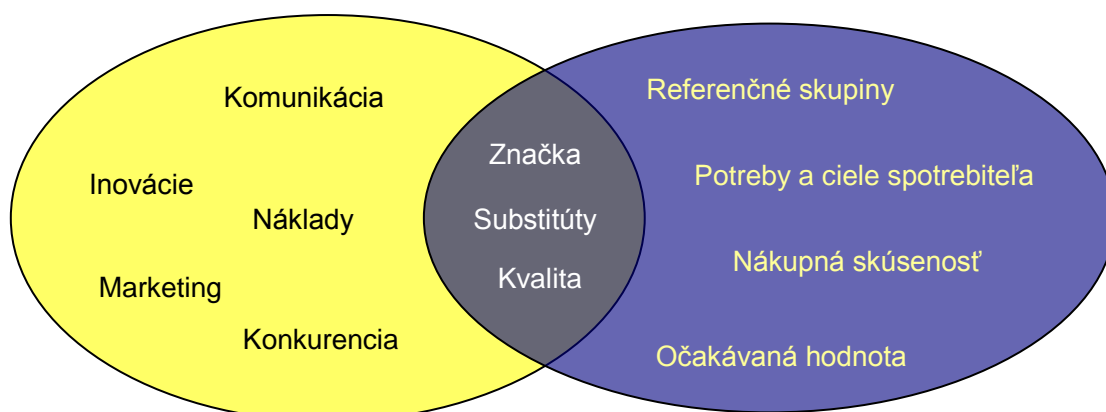 Komunikácia
Inovácie
Náklady
Marketing
Konkurencia
Značka
Substitúty
Kvalita
Referenčné skupiny
Potreby a ciele spotrebiteľa
Nákupná skúsenosť
Očakávaná hodnota